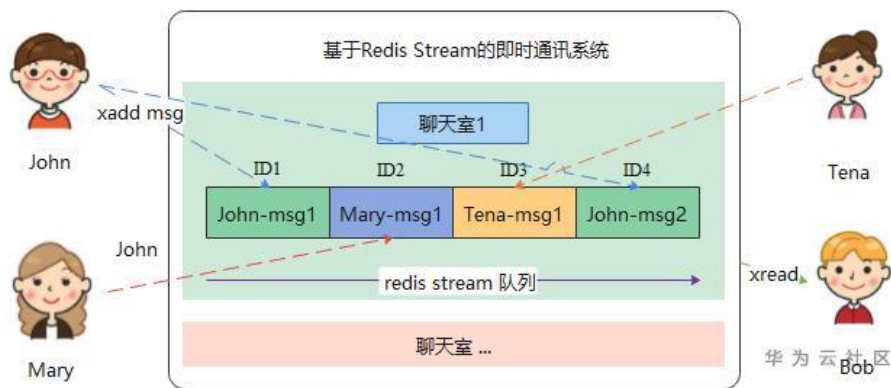 基于Redis Stream的即时通讯系统
xadd msg
John
聊天室1
ID1 ID2 ID3 ID4
John-msg1 Mary-msg1 Tena-msg1 John-msg2
Tena
John
redis stream 队列
xread
聊天室 ...
Mary
Bob
华为云社区